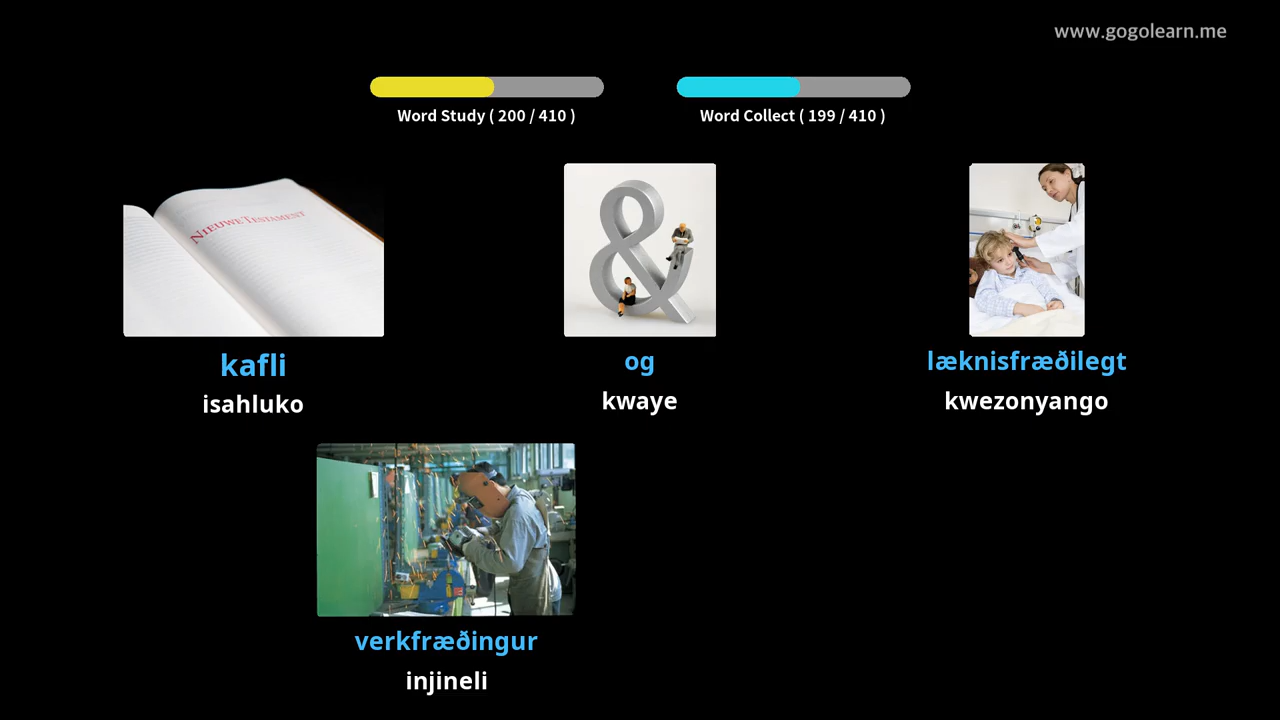 www.gogolearn.me
Word Study ( 200 / 410 )
Word Collect ( 199 / 410 )
NIEUWE TESTAMENT
kafli
isahluko
&
og
kwaye
læknisfræðilegt
kwezonyango
verkfræðingur
injineli